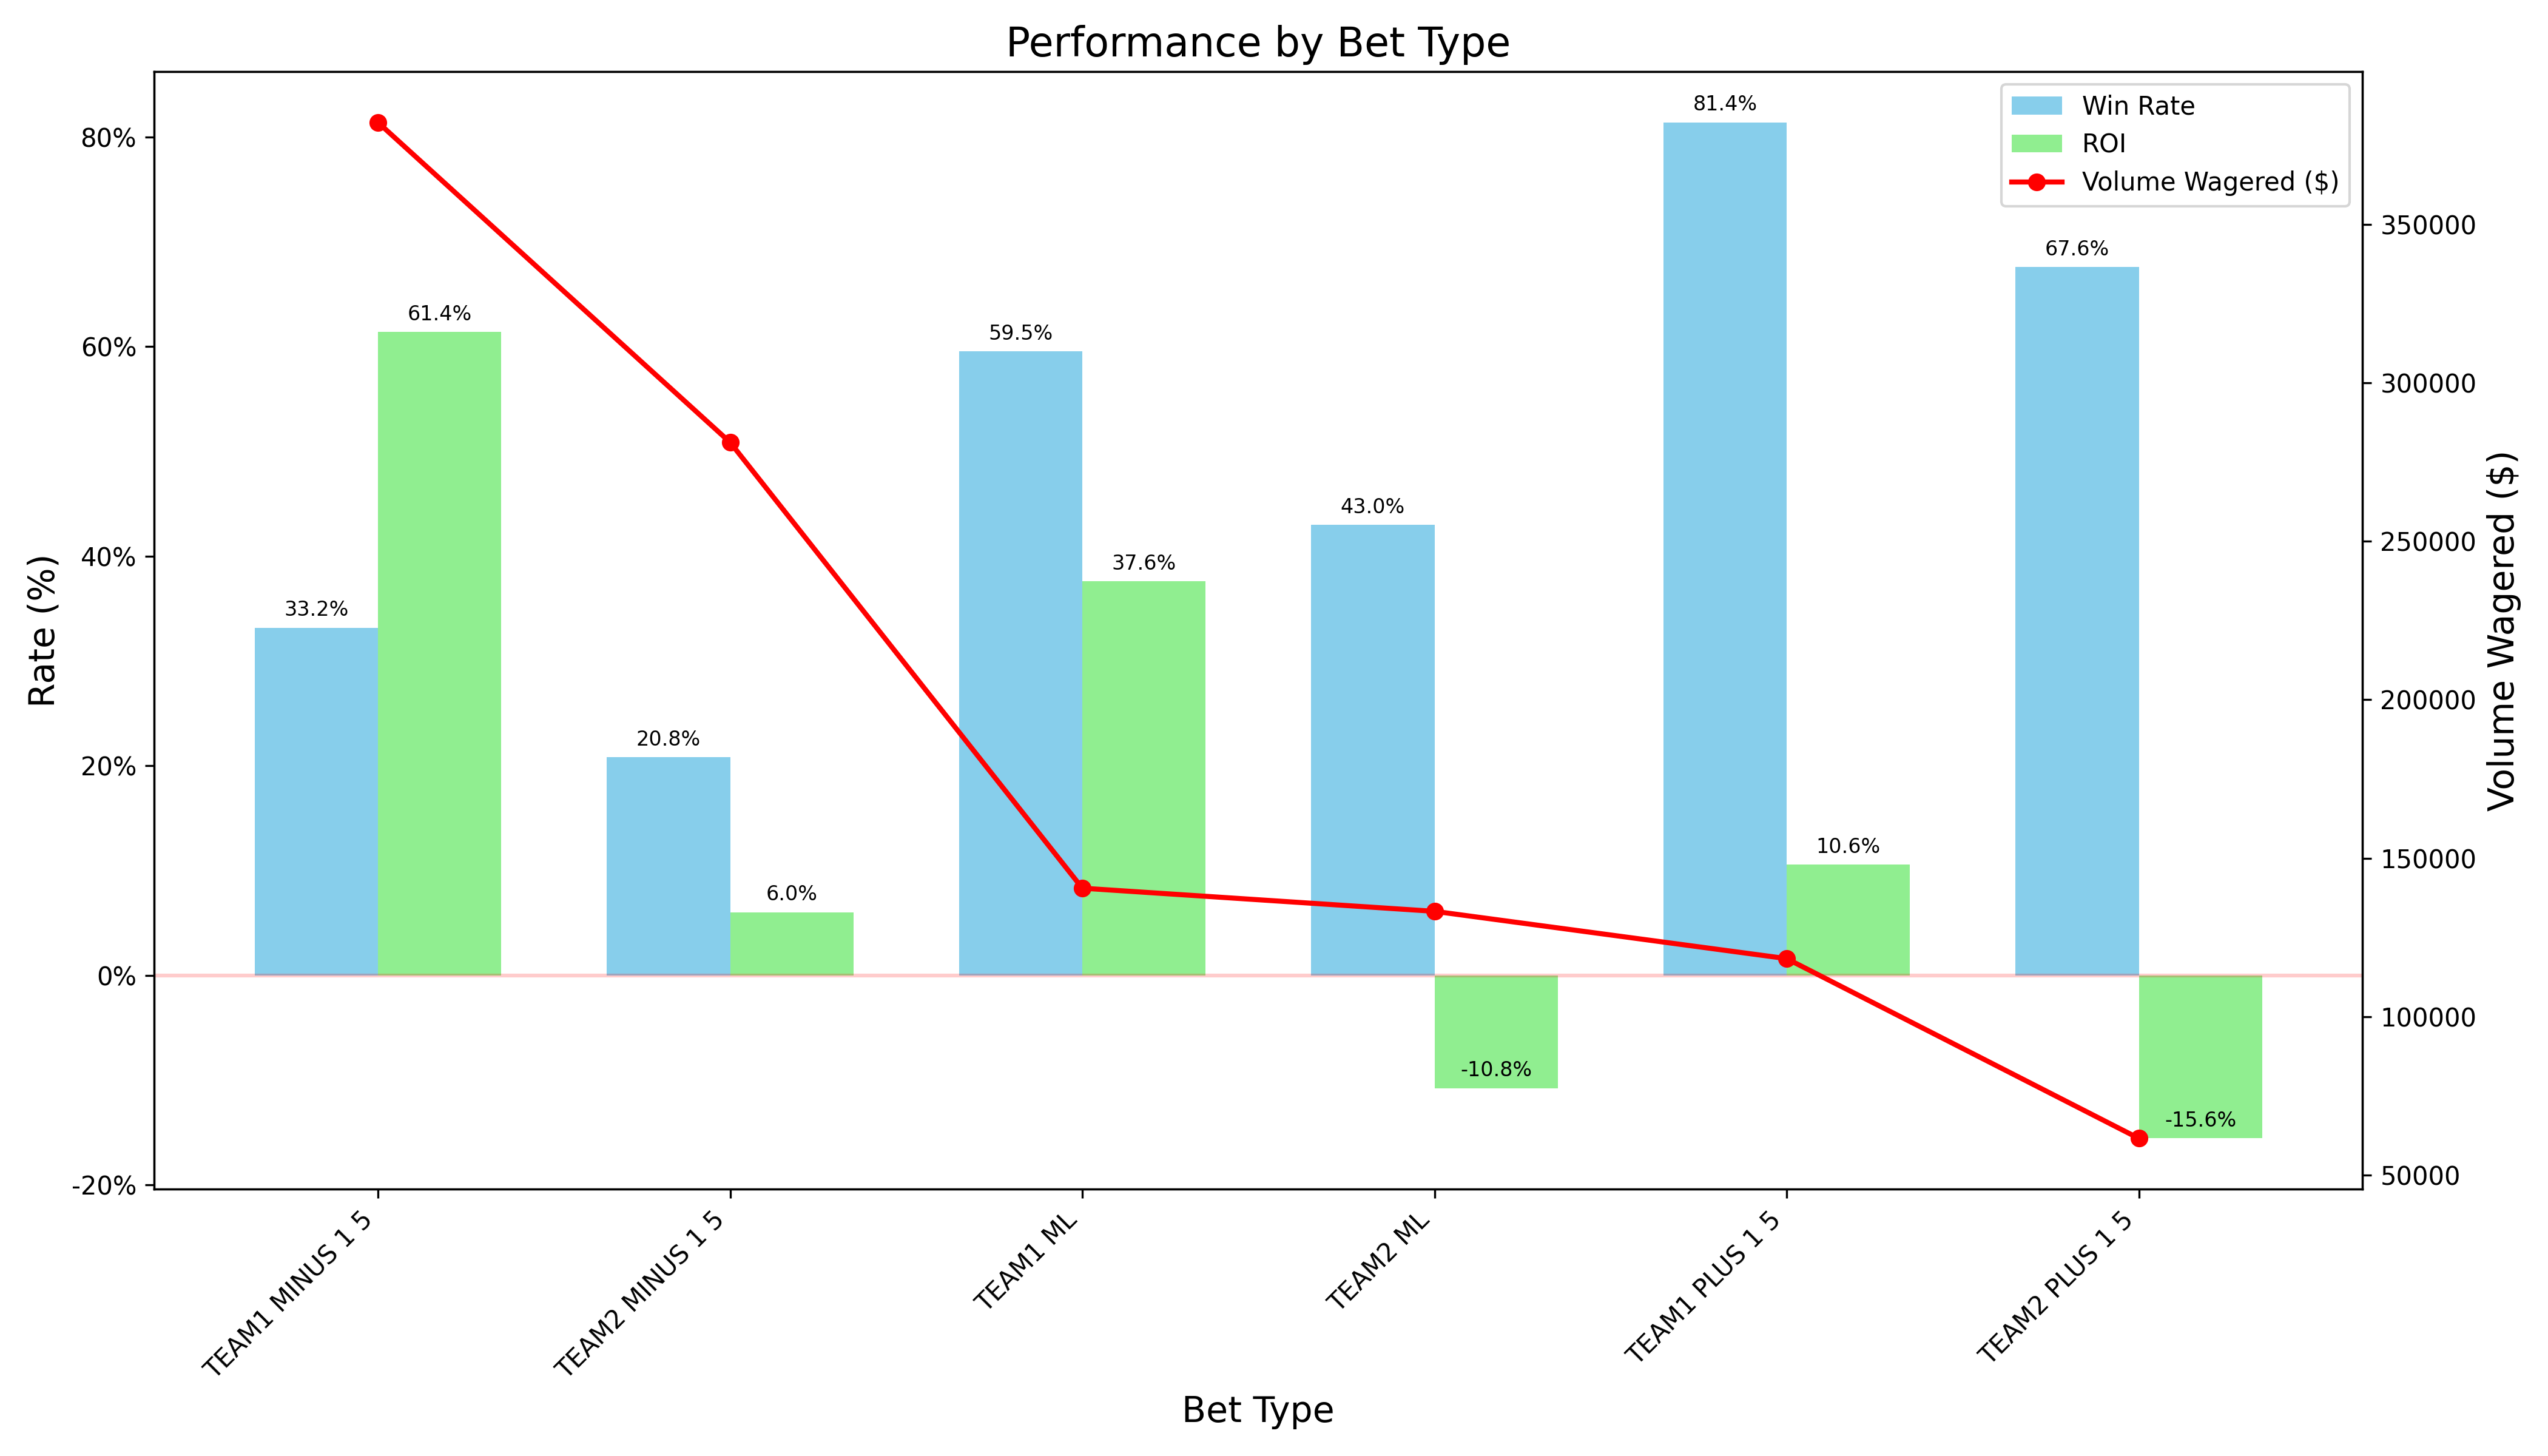 Performance by Bet Type
Win Rate
ROI
Volume Wagered ($)
Rate (%)
80%
60%
40%
20%
0%
-20%
33.2%
61.4%
20.8%
6.0%
59.5%
37.6%
43.0%
-10.8%
81.4%
10.6%
67.6%
-15.6%
350000
300000
250000
200000
150000
100000
50000
Volume Wagered ($)
TEAM1 MINUS 1 5
TEAM2 MINUS 1 5
TEAM1 ML
TEAM2 ML
TEAM1 PLUS 1 5
TEAM2 PLUS 1 5
Bet Type